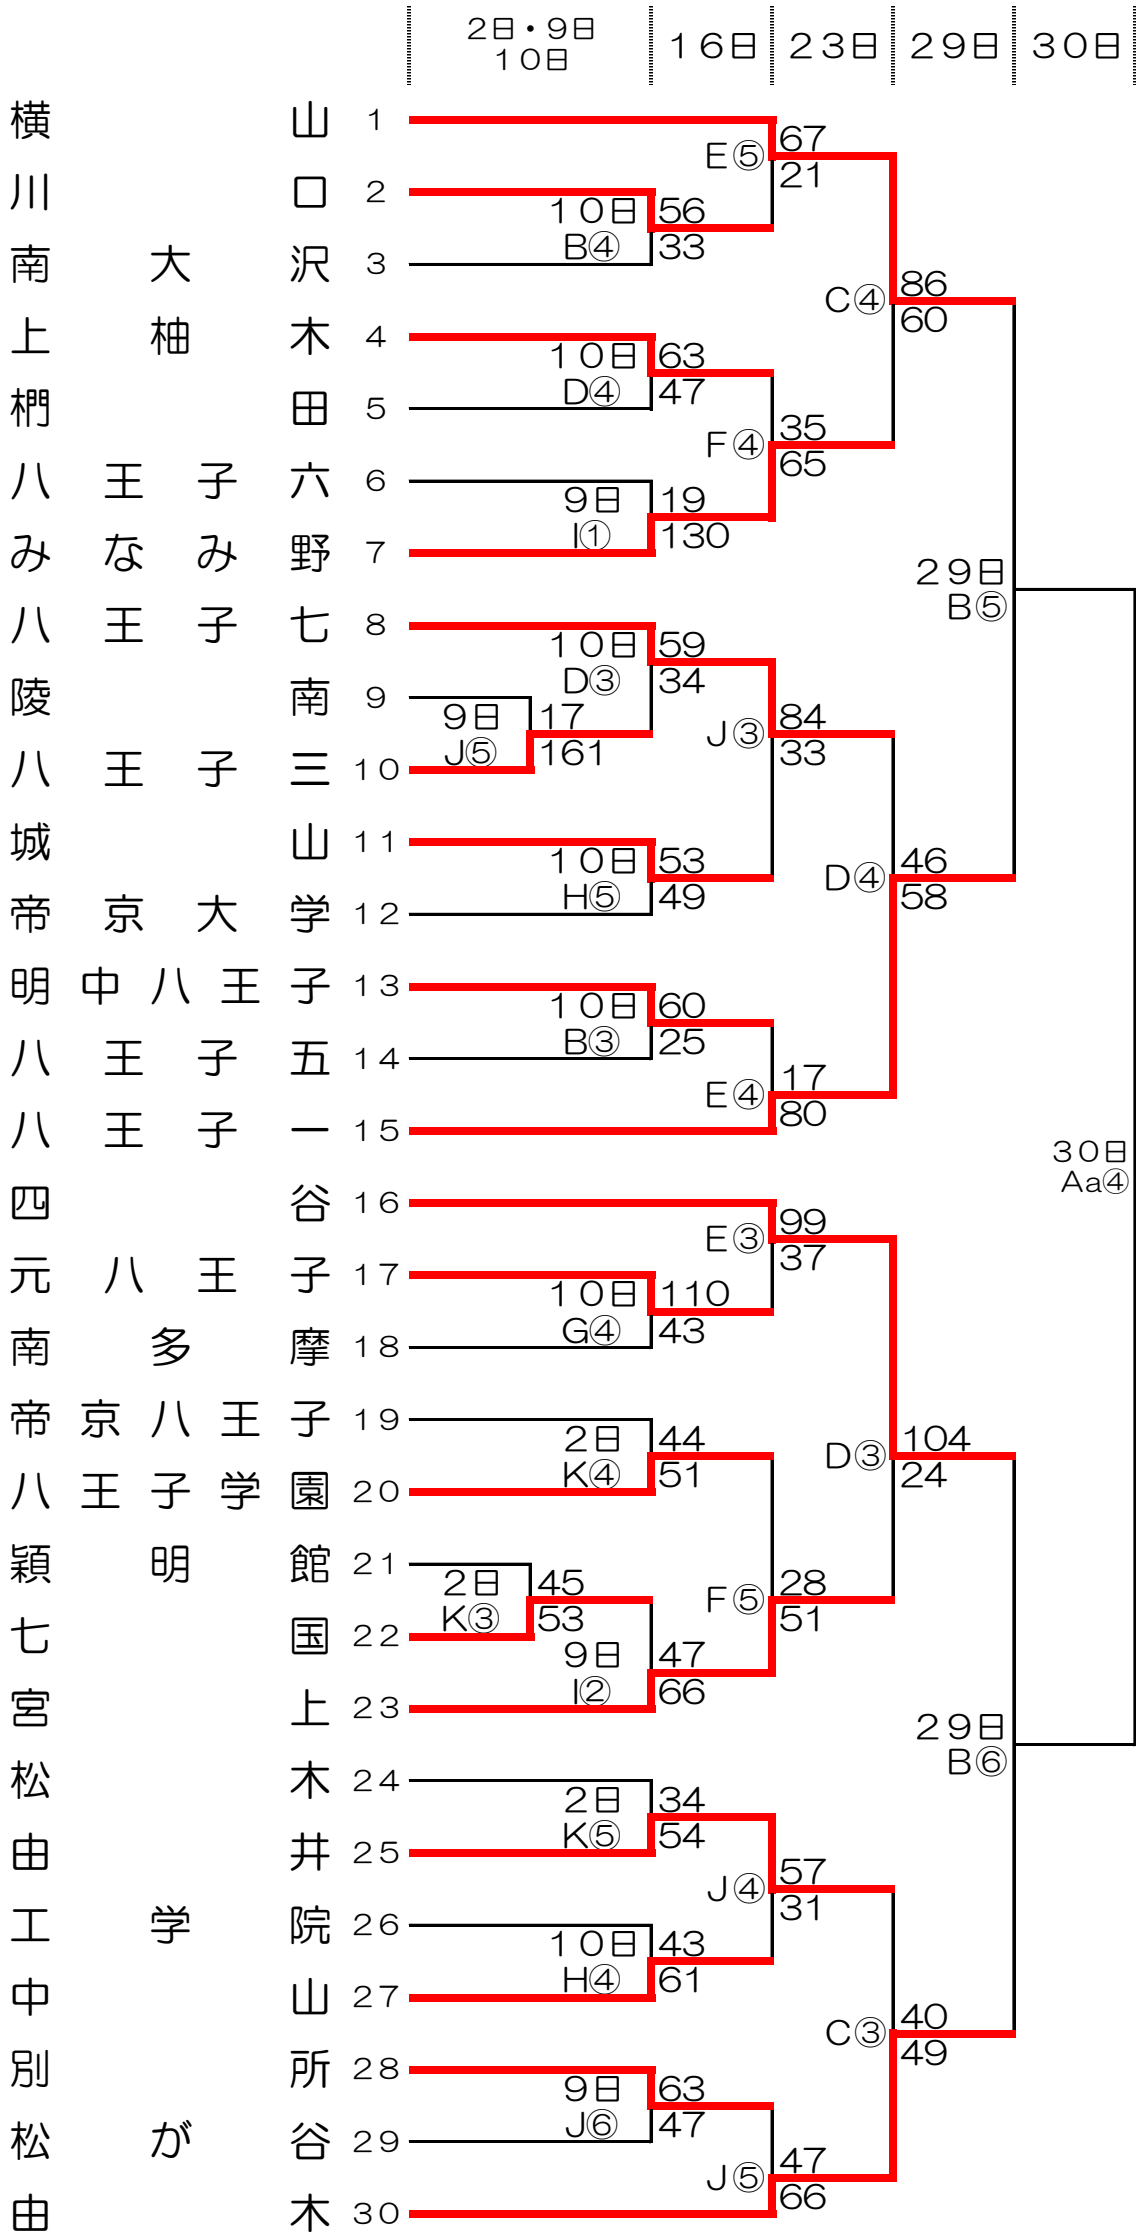 2日・9日
10日
16日
23日
29日
30日
横山 1
67
E⑤
21
川口 2
10日 56
B④ 33
南大沢 3
86
C④
60
上柚木 4
10日 63
D④ 47
椚田 5
35
F④
65
八王子六 6
9日 19
I① 130
みなみ野 7
29日
B⑤
八王子七 8
10日 59
D③ 34
陵南 9
9日 17
J⑤ 161
84
J③
33
八王子三 10
城山 11
10日 53
H⑤ 49
46
D④
58
帝京大学 12
明中八王子 13
10日 60
B③ 25
八王子五 14
17
E④
80
八王子一 15
30日
Aa④
四谷 16
99
E③
37
元八王子 17
10日 110
G④ 43
南多摩 18
帝京八王子 19
2日 44
K④ 51
104
D③
24
八王子学園 20
穎明館 21
2日 45
K③ 53
28
F⑤
51
七国 22
9日 47
I② 66
宮上 23
29日
B⑥
松木 24
2日 34
K⑤ 54
由井 25
57
J④
31
工学院 26
10日 43
H④ 61
中山 27
40
C③
49
別所 28
9日 63
J⑥ 47
松が谷 29
47
J⑤
66
由木 30